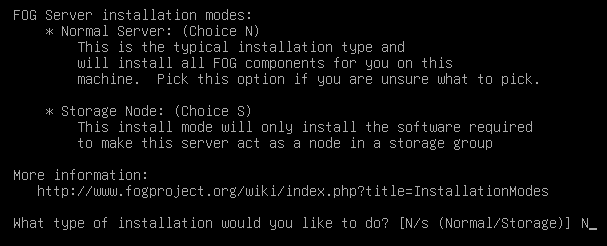 FOG Server installation modes:
* Normal Server: (Choice N)
This is the typical installation type and
will install all FOG components for you on this
machine.  Pick this option if you are unsure what to pick.
* Storage Node: (Choice S)
This install mode will only install the software required
to make this server act as a node in a storage group
More information:
http://www.fogproject.org/wiki/index.php?title=InstallationModes
What type of installation would you like to do? [N/s (Normal/Storage)] N_